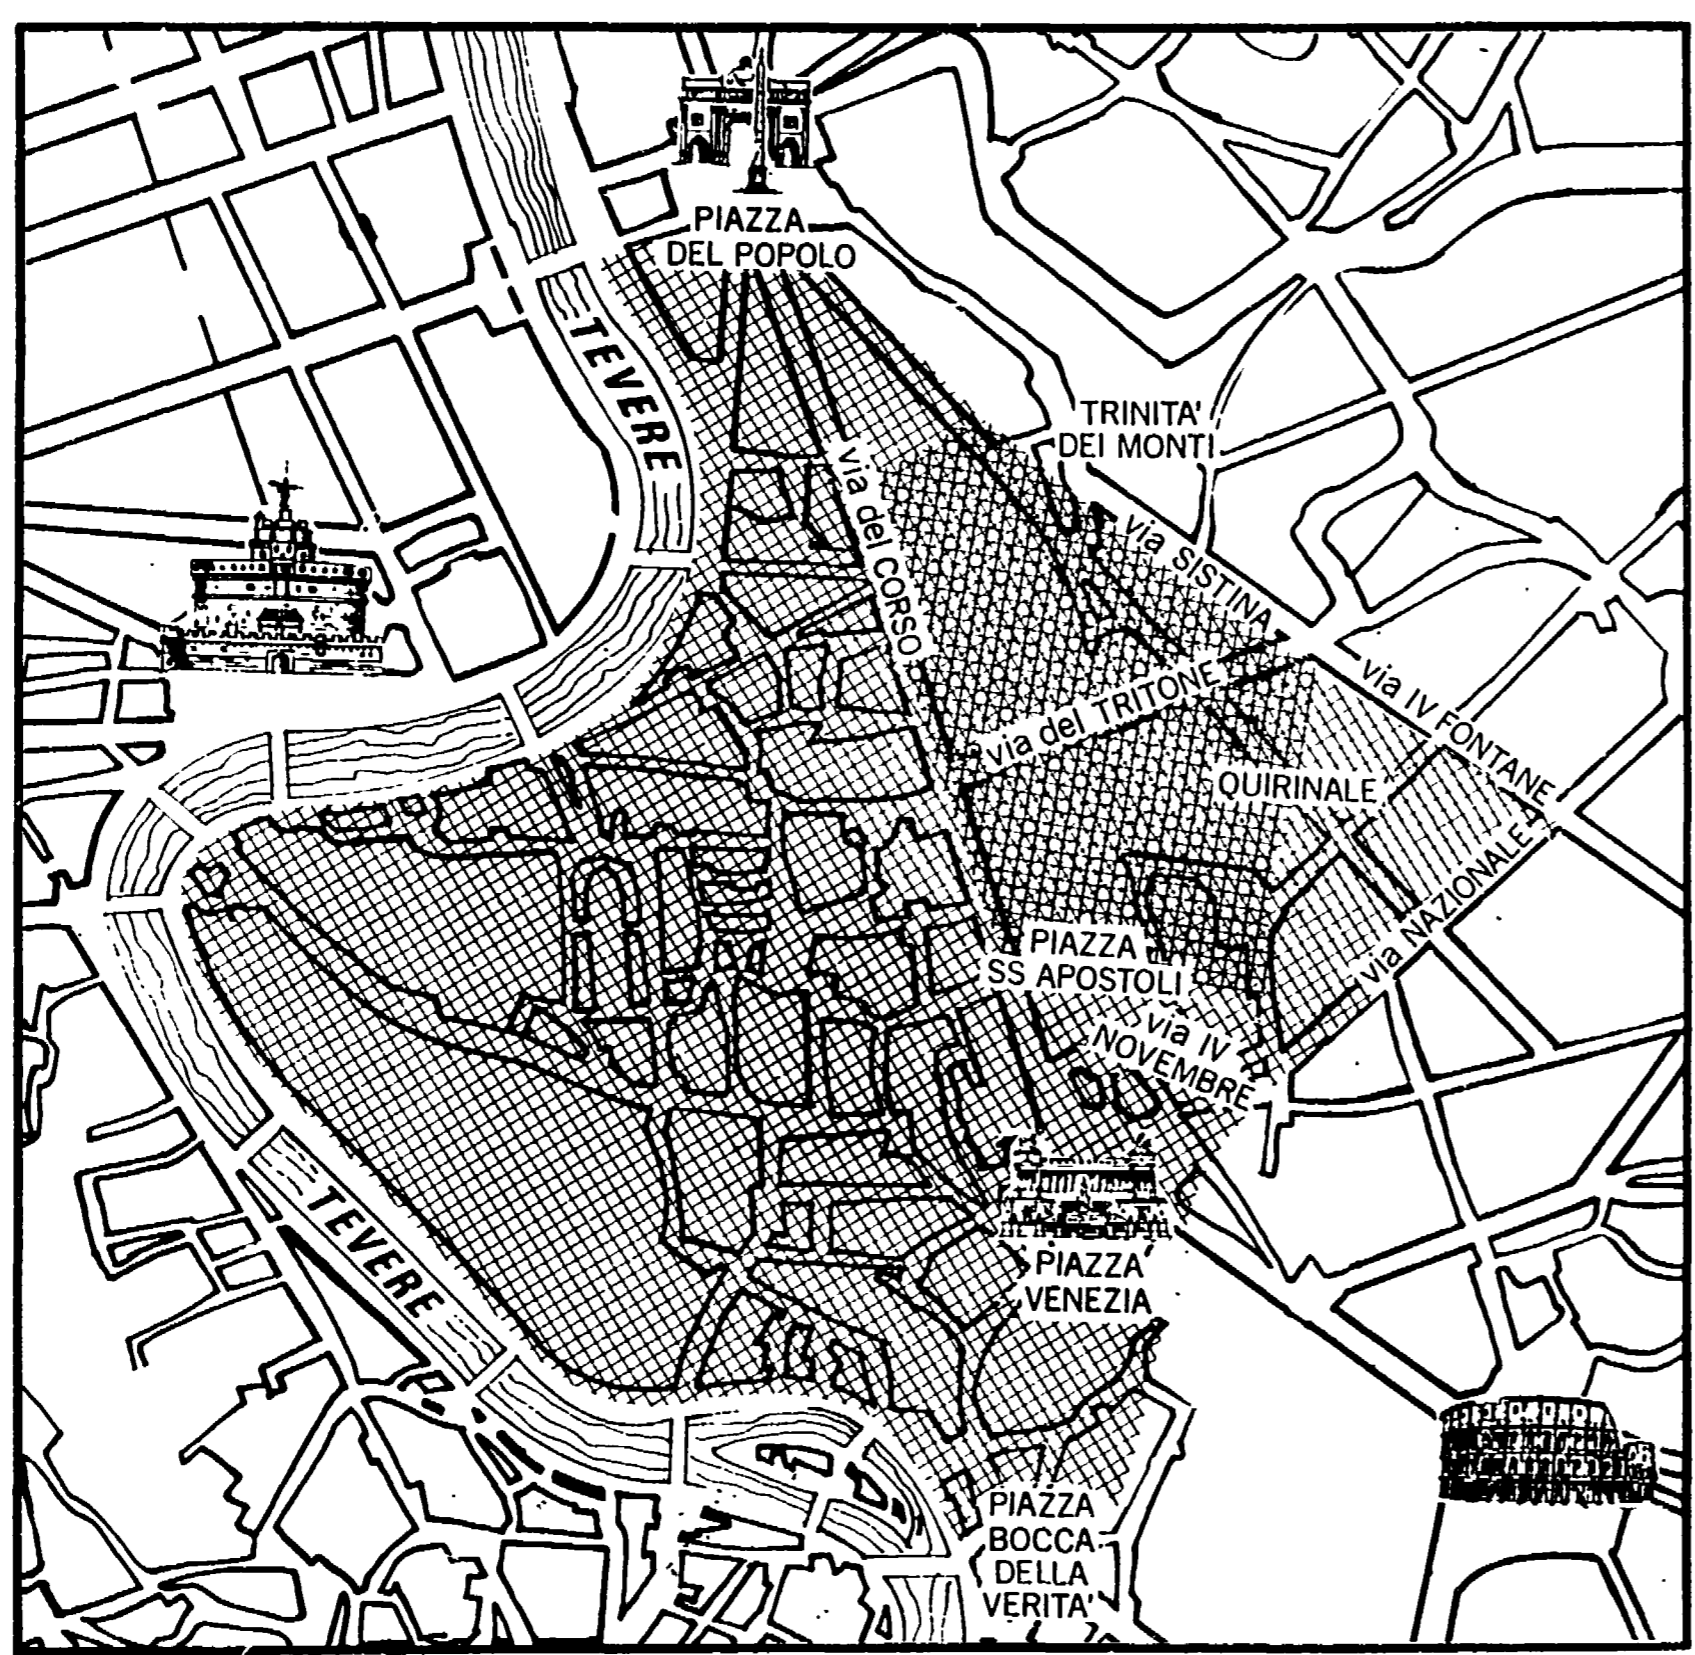 PIAZZA
DEL POPOLO
TEVERE
TRINITA'
DEI MONTI
via del CORSO
via SISTINA
via del TRITONE
via IV FONTANE
QUIRINALE
via NAZIONALE
PIAZZA
SS APOSTOLI
via IV
NOVEMBRE
TEVERE
PIAZZA
VENEZIA
PIAZZA
BOCCA
DELLA
VERITA'